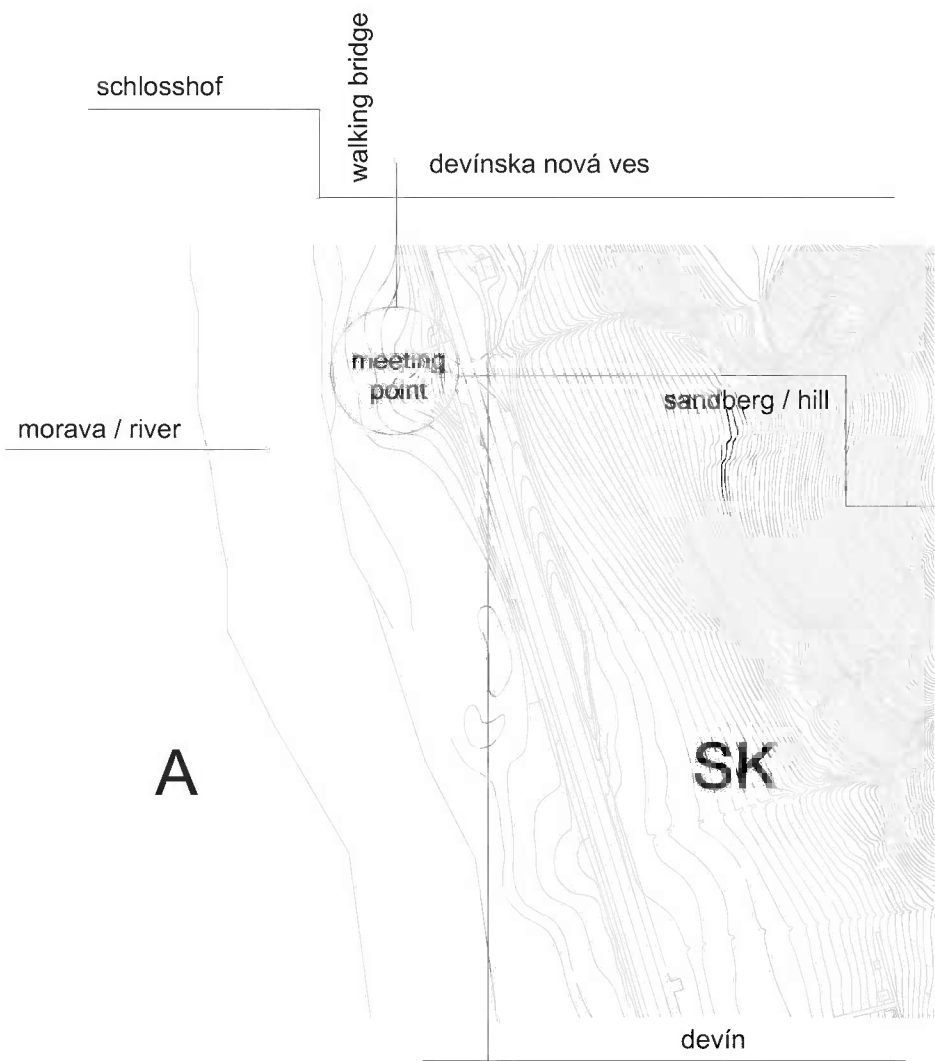 schlosshof
walking bridge
devínska nová ves
meeting
point
sandberg / hill
morava / river
A
SK
devín